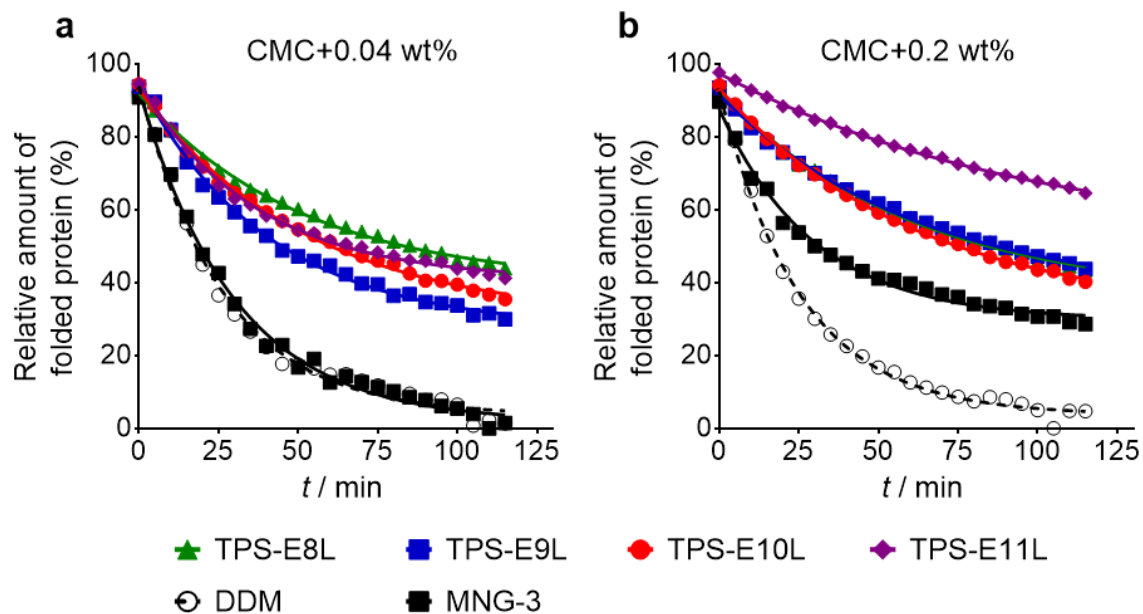 a
CMC+0.04 wt%
Relative amount of
folded protein (%)
100
80
60
40
20
0
0 25 50 75 100 125
t / min
b
CMC+0.2 wt%
Relative amount of
folded protein (%)
100
80
60
40
20
0
0 25 50 75 100 125
t / min
TPS-E8L TPS-E9L TPS-E10L TPS-E11L
DDM MNG-3